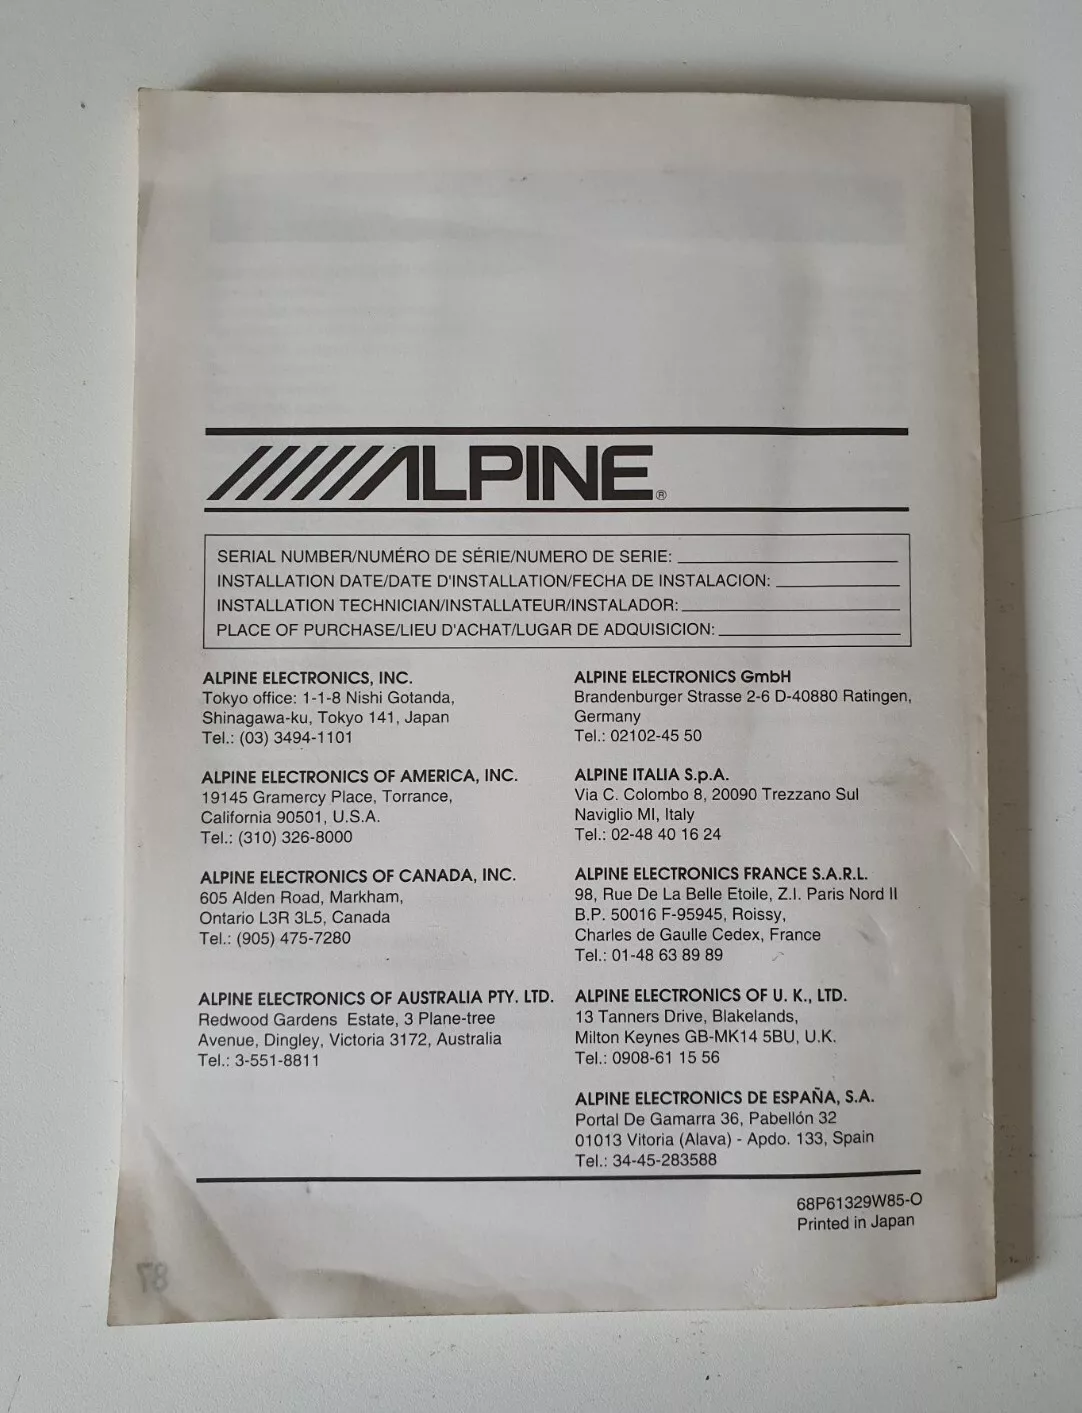 ALPINE®
SERIAL NUMBER/NUMÉRO DE SÉRIE/NUMERO DE SERIE:
INSTALLATION DATE/DATE D'INSTALLATION/FECHA DE INSTALACION:
INSTALLATION TECHNICIAN/INSTALLATEUR/INSTALADOR:
PLACE OF PURCHASE/LIEU D'ACHAT/LUGAR DE ADQUISICION:
ALPINE ELECTRONICS, INC.
Tokyo office: 1-1-8 Nishi Gotanda,
Shinagawa-ku, Tokyo 141, Japan
Tel.: (03) 3494-1101
ALPINE ELECTRONICS OF AMERICA, INC.
19145 Gramercy Place, Torrance,
California 90501, U.S.A.
Tel.: (310) 326-8000
ALPINE ELECTRONICS OF CANADA, INC.
605 Alden Road, Markham,
Ontario L3R 3L5, Canada
Tel.: (905) 475-7280
ALPINE ELECTRONICS OF AUSTRALIA PTY. LTD.
Redwood Gardens Estate, 3 Plane-tree
Avenue, Dingley, Victoria 3172, Australia
Tel.: 3-551-8811
ALPINE ELECTRONICS GmbH
Brandenburger Strasse 2-6 D-40880 Ratingen,
Germany
Tel.: 02102-45 50
ALPINE ITALIA S.p.A.
Via C. Colombo 8, 20090 Trezzano Sul
Naviglio MI, Italy
Tel.: 02-48 40 16 24
ALPINE ELECTRONICS FRANCE S.A.R.L.
98, Rue De La Belle Etoile, Z.I. Paris Nord II
B.P. 50016 F-95945, Roissy,
Charles de Gaulle Cedex, France
Tel.: 01-48 63 89 89
ALPINE ELECTRONICS OF U. K., LTD.
13 Tanners Drive, Blakelands,
Milton Keynes GB-MK14 5BU, U.K.
Tel.: 0908-61 15 56
ALPINE ELECTRONICS DE ESPAÑA, S.A.
Portal De Gamarra 36, Pabellón 32
01013 Vitoria (Alava) - Apdo. 133, Spain
Tel.: 34-45-283588
68P61329W85-O
Printed in Japan
87